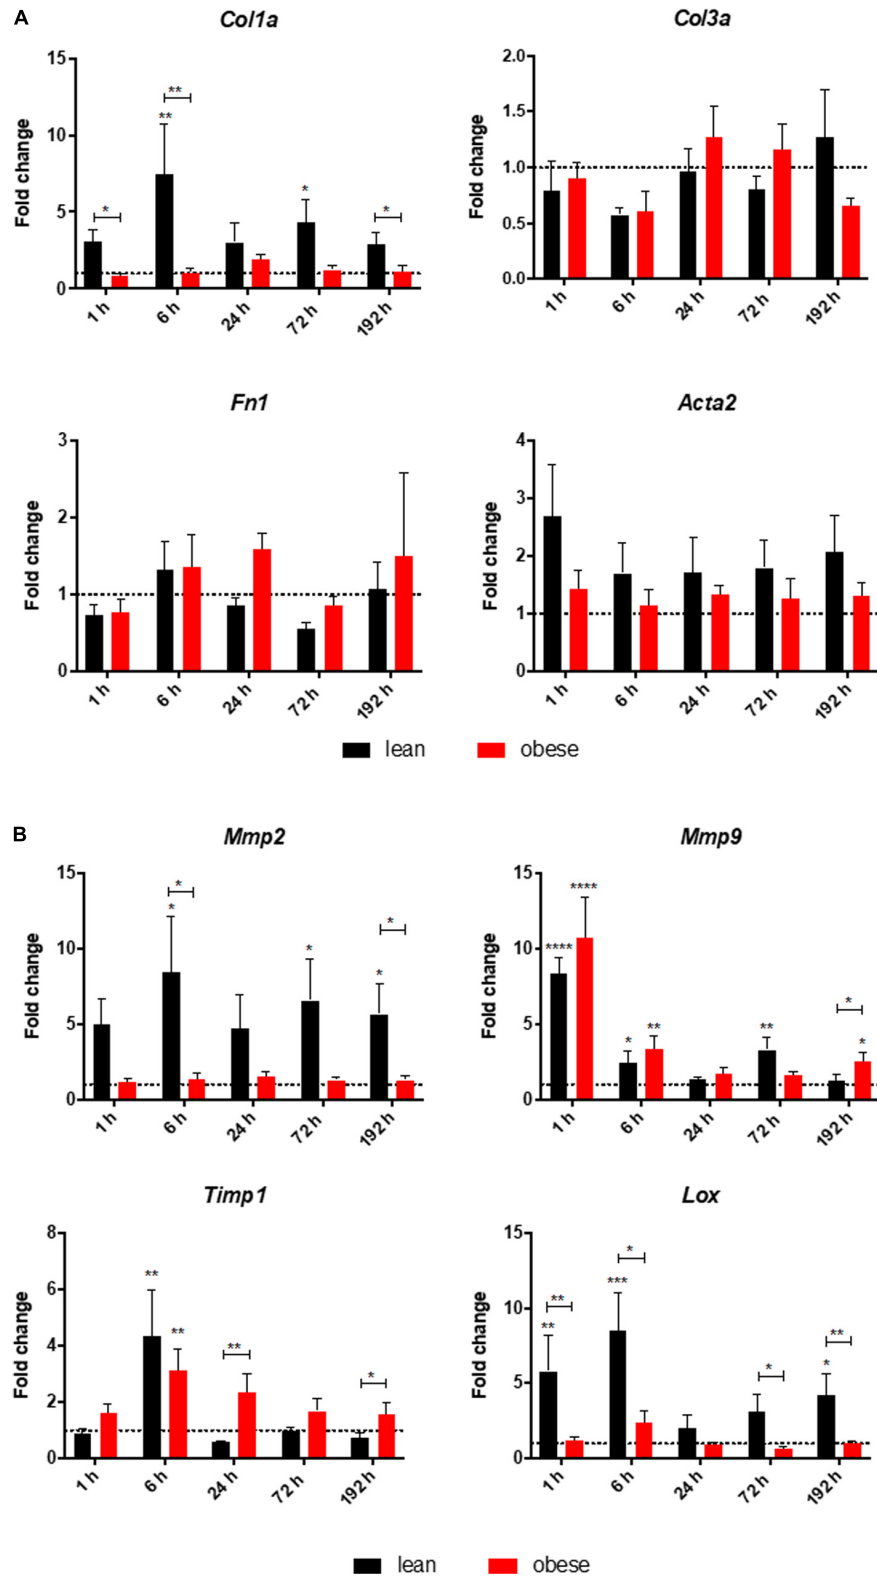 A
Col1a
Fold change
15
10
5
0
**
**
*
*
*
1 h
6 h
24 h
72 h
192 h
Col3a
Fold change
2.0
1.5
1.0
0.5
0.0
1 h
6 h
24 h
72 h
192 h
Fn1
Fold change
3
2
1
0
1 h
6 h
24 h
72 h
192 h
Acta2
Fold change
4
3
2
1
0
1 h
6 h
24 h
72 h
192 h
lean obese
B
Mmp2
Fold change
15
10
5
0
*
*
*
*
*
1 h
6 h
24 h
72 h
192 h
Mmp9
Fold change
15
10
5
0
****
****
*
**
**
*
*
1 h
6 h
24 h
72 h
192 h
Timp1
Fold change
8
6
4
2
0
**
**
**
*
1 h
6 h
24 h
72 h
192 h
Lox
Fold change
15
10
5
0
**
**
*
***
*
**
*
1 h
6 h
24 h
72 h
192 h
lean obese